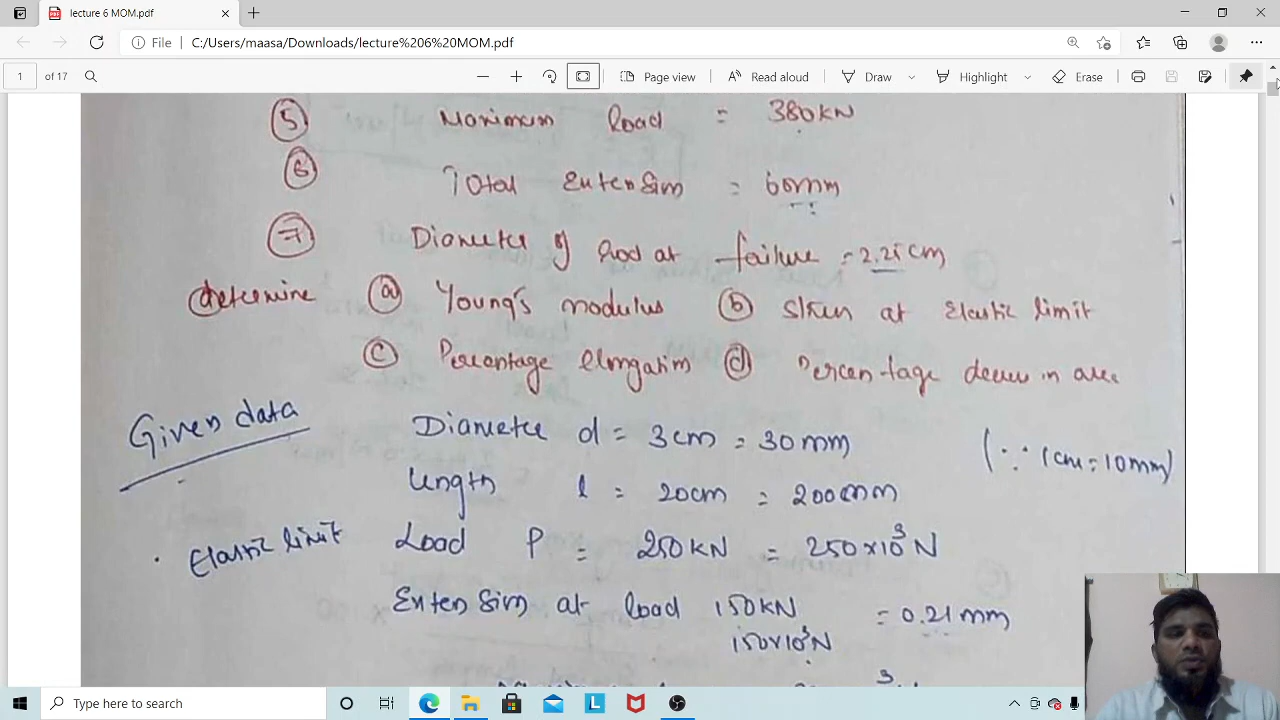 lecture 6 MOM.pdf
File C:/Users/maasa/Downloads/lecture%206%20MOM.pdf
1 of 17 Page view Read aloud Draw Highlight Erase
5 Maximum load = 380KN
6 Total Extension = 60mm
7 Diameter of Rod at failure = 2.25cm
determine a Young's modulus b Stress at Elastic limit
c Percentage elongation d Percentage decres in area
Given data Diameter d = 3cm = 30mm (∵ 1cm = 10mm)
Length l = 20cm = 200mm
Elastic limit Load P = 250KN = 250×10³N
Extension at load 150KN = 0.21mm
150×10³N
Type here to search